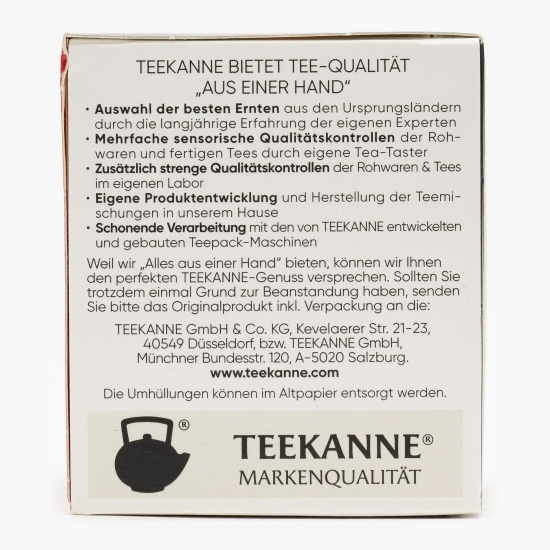 TEEKANNE BIETET TEE-QUALITÄT
„AUS EINER HAND“
· Auswahl der besten Ernten aus den Ursprungsländern
durch die langjährige Erfahrung der eigenen Experten
· Mehrfache sensorische Qualitätskontrollen der Roh-
waren und fertigen Tees durch eigene Tea-Taster
· Zusätzlich strenge Qualitätskontrollen der Rohwaren & Tees
im eigenen Labor
· Eigene Produktentwicklung und Herstellung der Teemi-
schungen in unserem Hause
· Schonende Verarbeitung mit den von TEEKANNE entwickelten
und gebauten Teepack-Maschinen
Weil wir „Alles aus einer Hand“ bieten, können wir Ihnen
den perfekten TEEKANNE-Genuss versprechen. Sollten Sie
trotzdem einmal Grund zur Beanstandung haben, senden
Sie bitte das Originalprodukt inkl. Verpackung an die:
TEEKANNE GmbH & Co. KG, Kevelaerer Str. 21-23,
40549 Düsseldorf, bzw. TEEKANNE GmbH,
Münchner Bundesstr. 120, A-5020 Salzburg.
www.teekanne.com
Die Umhüllungen können im Altpapier entsorgt werden.
®
TEEKANNE®
MARKENQUALITÄT